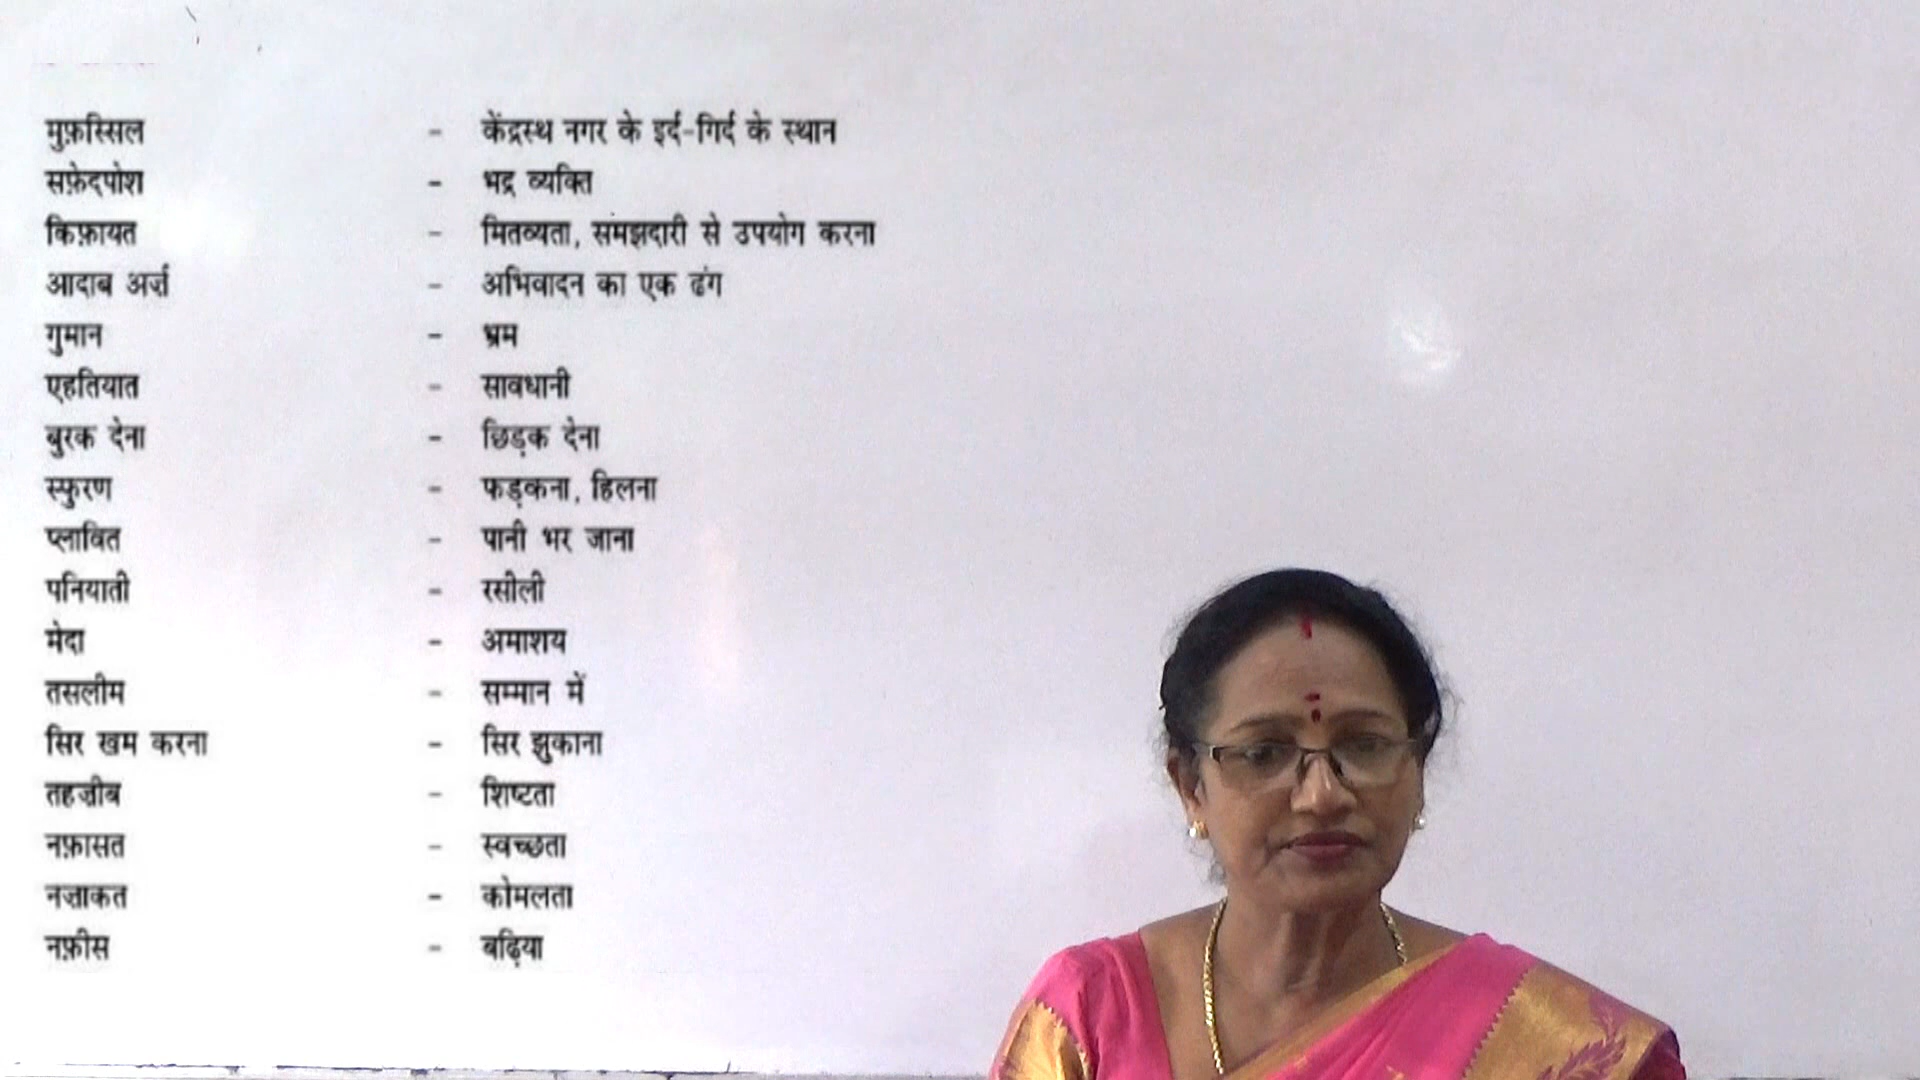 मुफ़स्सिल - केंद्रस्थ नगर के इर्द-गिर्द के स्थान
सफ़ेदपोश - भद्र व्यक्ति
किफ़ायत - मितव्यता, समझदारी से उपयोग करना
आदाब अर्ज़ - अभिवादन का एक ढंग
गुमान - भ्रम
एहतियात - सावधानी
बुरक देना - छिड़क देना
स्फुरण - फड़कना, हिलना
प्लावित - पानी भर जाना
पनियाती - रसीली
मेदा - अमाशय
तसलीम - सम्मान में
सिर खम करना - सिर झुकाना
तहज़ीब - शिष्टता
नफ़ासत - स्वच्छता
नज़ाकत - कोमलता
नफ़ीस - बढ़िया